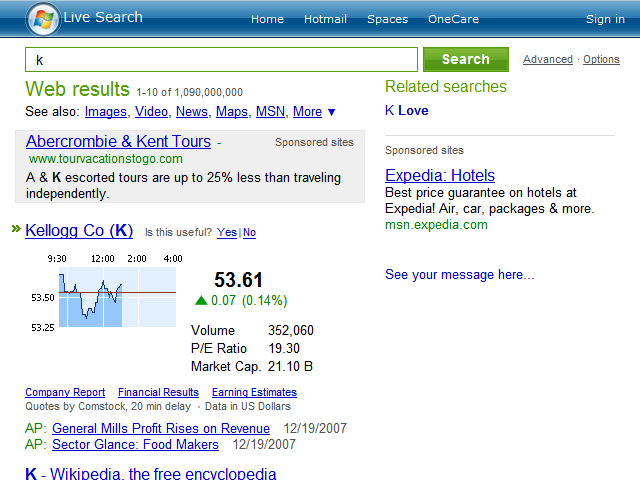 Live Search Home Hotmail Spaces OneCare Sign in
k Search Advanced · Options
Web results 1-10 of 1,090,000,000
See also: Images, Video, News, Maps, MSN, More ▼
Abercrombie & Kent Tours - Sponsored sites
www.tourvacationstogo.com
A & K escorted tours are up to 25% less than traveling
independently.
Kellogg Co (K) Is this useful? Yes | No
9:30 12:00 2:00 4:00
53.50
53.25
53.61
▲ 0.07 (0.14%)
Volume 352,060
P/E Ratio 19.30
Market Cap. 21.10 B
Company Report Financial Results Earning Estimates
Quotes by Comstock, 20 min delay · Data in US Dollars
AP: General Mills Profit Rises on Revenue 12/19/2007
AP: Sector Glance: Food Makers 12/19/2007
K - Wikipedia, the free encyclopedia
Related searches
K Love
Sponsored sites
Expedia: Hotels
Best price guarantee on hotels at
Expedia! Air, car, packages & more.
msn.expedia.com
See your message here...